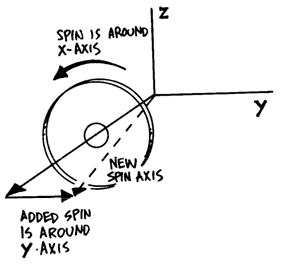 Z
SPIN IS AROUND
X-AXIS
Y
NEW
SPIN AXIS
ADDED SPIN
IS AROUND
Y-AXIS